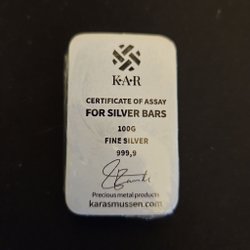 K·A·R
CERTIFICATE OF ASSAY
FOR SILVER BARS
100G
FINE SILVER
999,9
Precious metal products
karasmussen.com